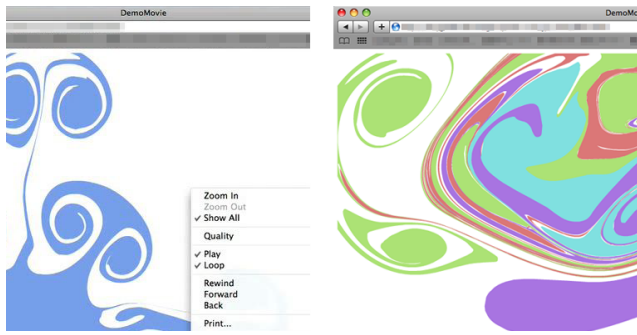 DemoMovie
Zoom In
Zoom Out
Show All
Quality
Play
Loop
Rewind
Forward
Back
Print...
DemoMo